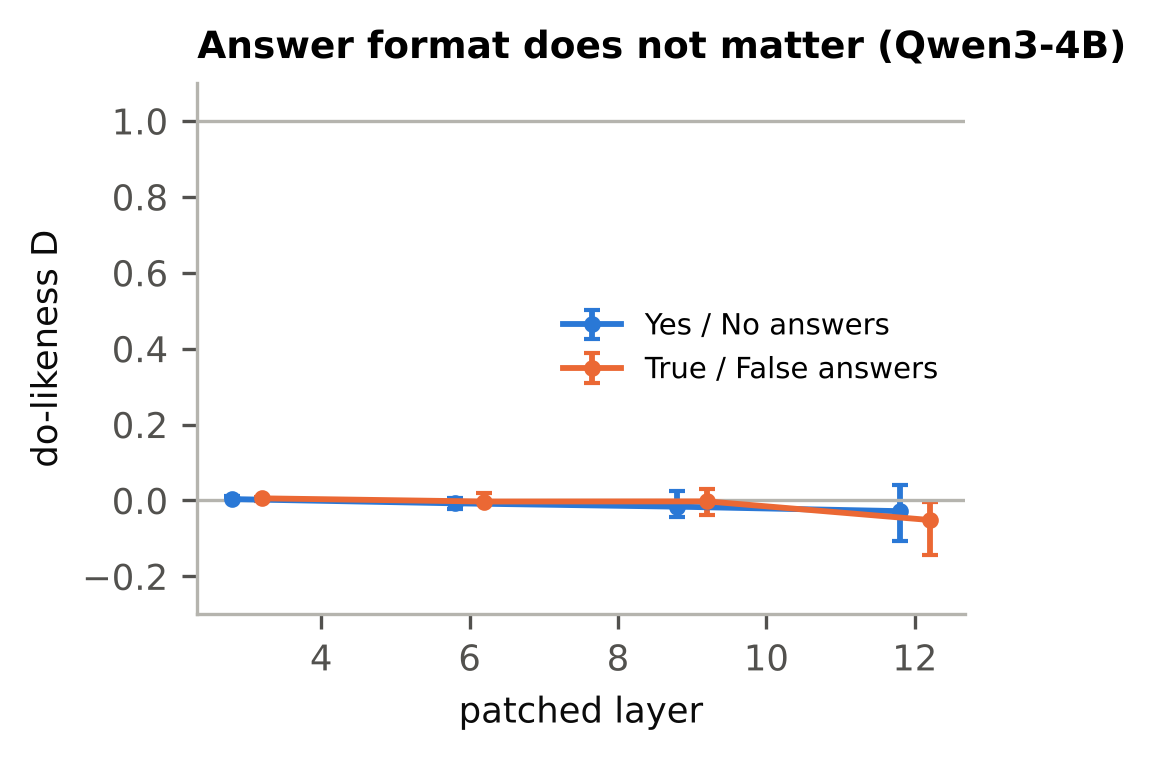 Answer format does not matter (Qwen3-4B)
1.0
0.8
0.6
0.4
0.2
0.0
−0.2
do-likeness D
Yes / No answers
True / False answers
4 6 8 10 12
patched layer